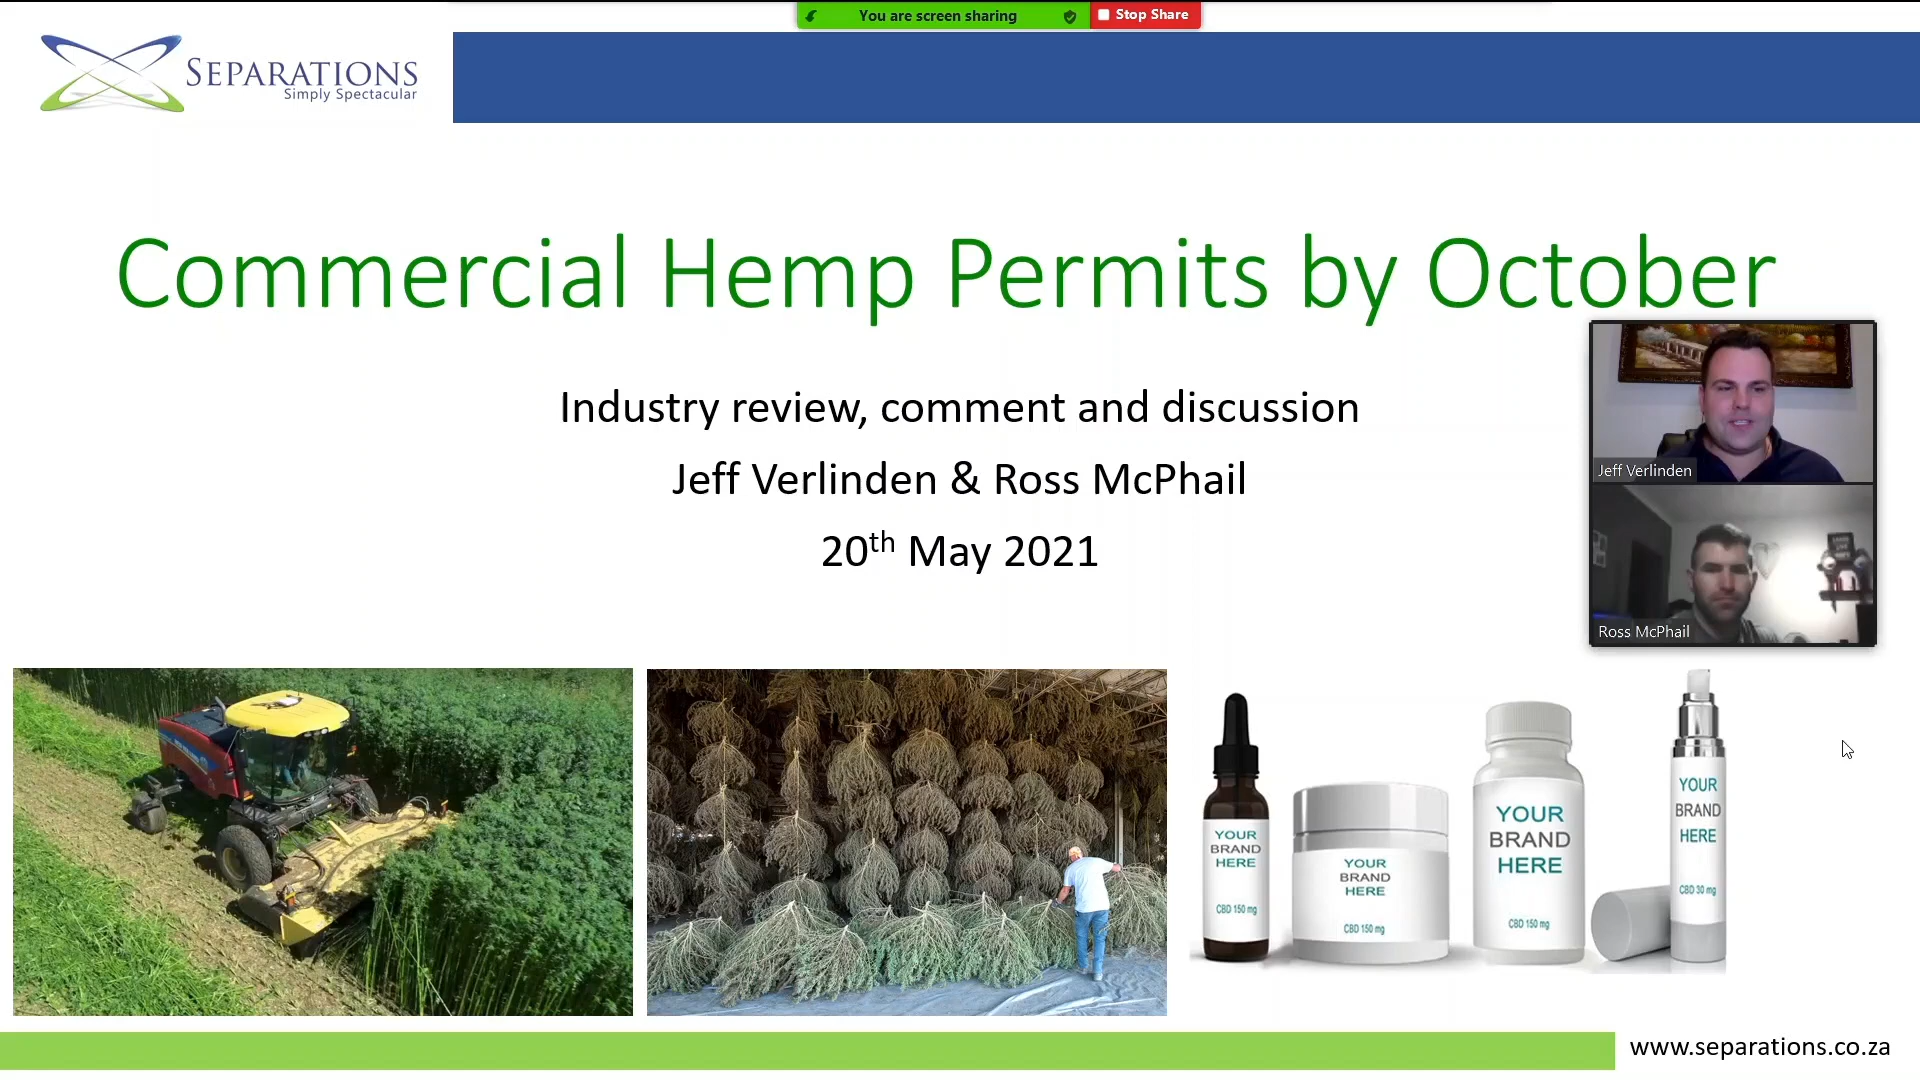 You are screen sharing
Stop Share
SEPARATIONS
Simply Spectacular
Commercial Hemp Permits by October
Industry review, comment and discussion
Jeff Verlinden & Ross McPhail
20th May 2021
Jeff Verlinden
Ross McPhail
YOUR
BRAND
HERE
CBD 150 mg
YOUR
BRAND
HERE
CBD 150 mg
YOUR
BRAND
HERE
CBD 150 mg
YOUR
BRAND
HERE
CBD 30 mg
www.separations.co.za